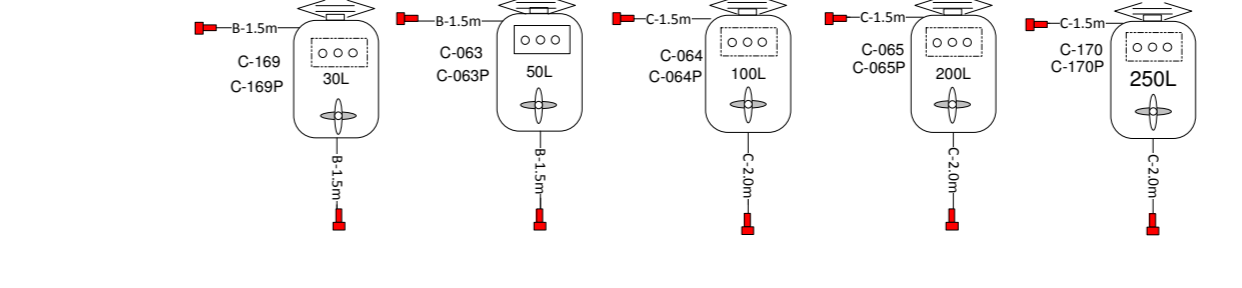 B-1.5m
C-169
C-169P
30L
B-1.5m
B-1.5m
C-063
C-063P
50L
B-1.5m
C-1.5m
C-064
C-064P
100L
C-2.0m
C-1.5m
C-065
C-065P
200L
C-2.0m
C-1.5m
C-170
C-170P
250L
C-2.0m